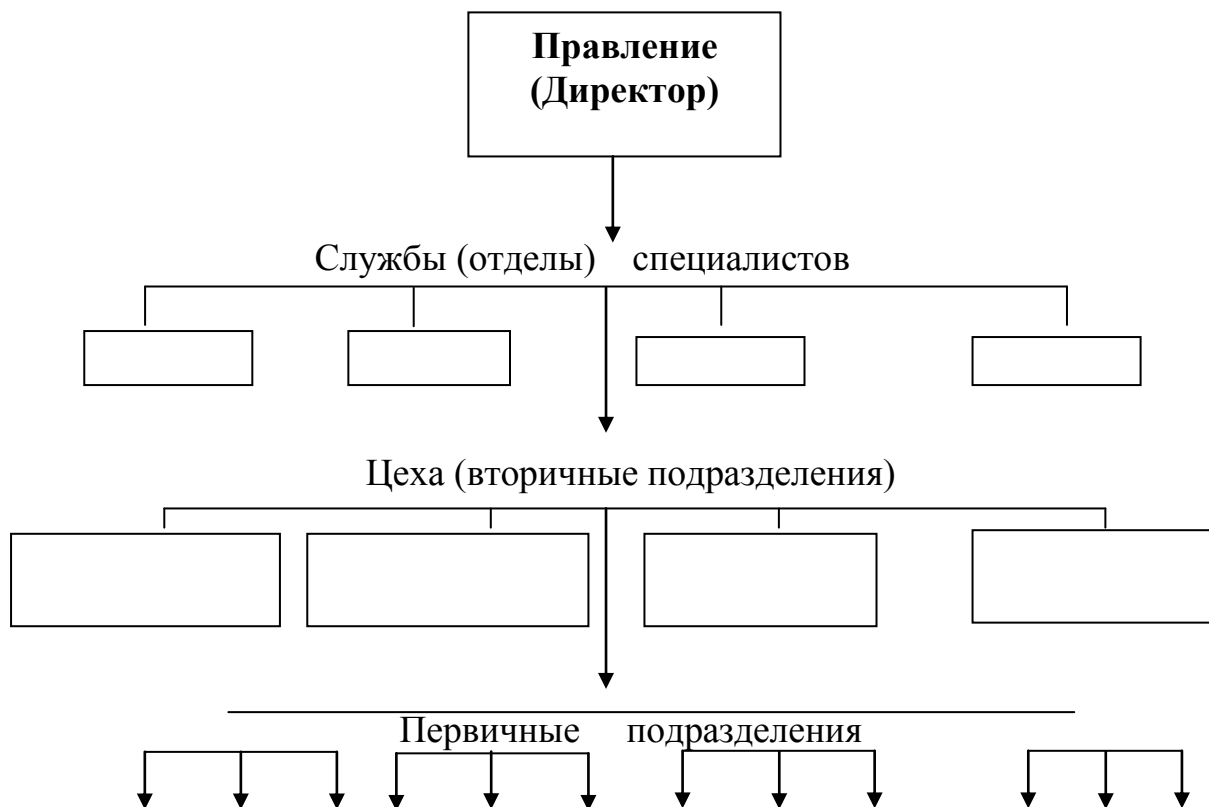 Правление
(Директор)
Службы (отделы) специалистов
Цеха (вторичные подразделения)
Первичные подразделения